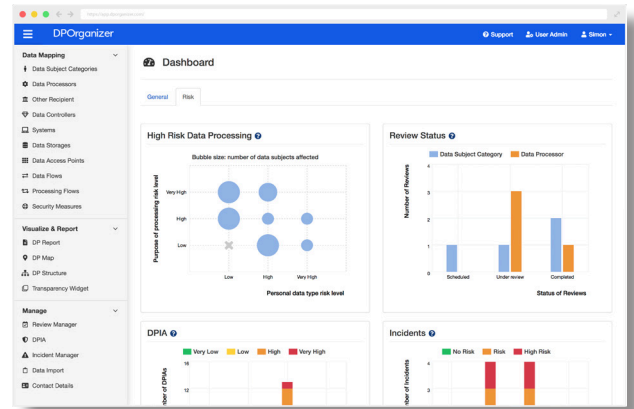 DPOrganizer
Support
User Admin
Simon
Data Mapping
Data Subject Categories
Data Processors
Other Recipient
Data Controllers
Systems
Data Storages
Data Access Points
Data Flows
Processing Flows
Security Measures
Visualize & Report
DP Report
DP Map
DP Structure
Transparency Widget
Manage
Review Manager
DPIA
Incident Manager
Data Import
Contact Details
Dashboard
General
Risk
High Risk Data Processing
Bubble size: number of data subjects affected
Purpose of processing risk level
Very High
High
Low
Low
High
Very High
Personal data type risk level
Review Status
Data Subject Category
Data Processor
Number of Reviews
4
3
2
1
0
Scheduled
Under review
Completed
Status of Reviews
DPIA
Very Low
Low
High
Very High
16
12
Incidents
No Risk
Risk
High Risk
4
3